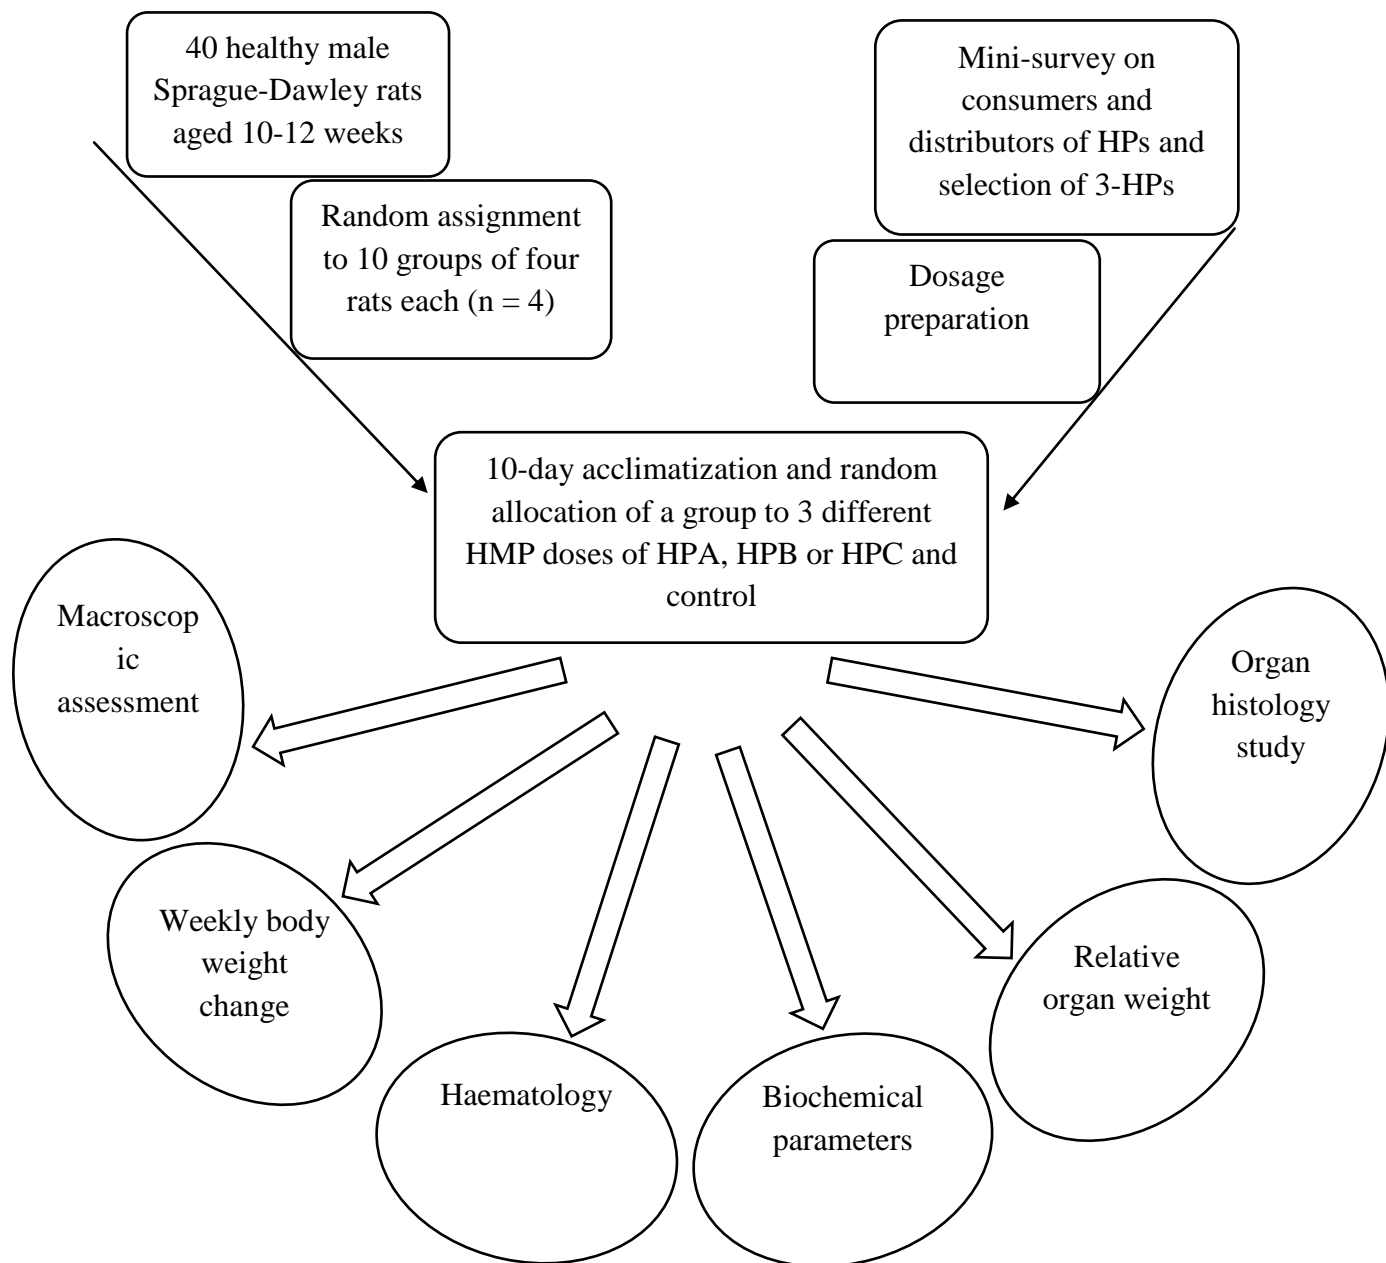 40 healthy male
Sprague-Dawley rats
aged 10-12 weeks
Random assignment
to 10 groups of four
rats each (n = 4)
Mini-survey on
consumers and
distributors of HPs and
selection of 3-HPs
Dosage
preparation
10-day acclimatization and random
allocation of a group to 3 different
HMP doses of HPA, HPB or HPC and
control
Macroscop
ic
assessment
Weekly body
weight
change
Haematology
Biochemical
parameters
Relative
organ weight
Organ
histology
study